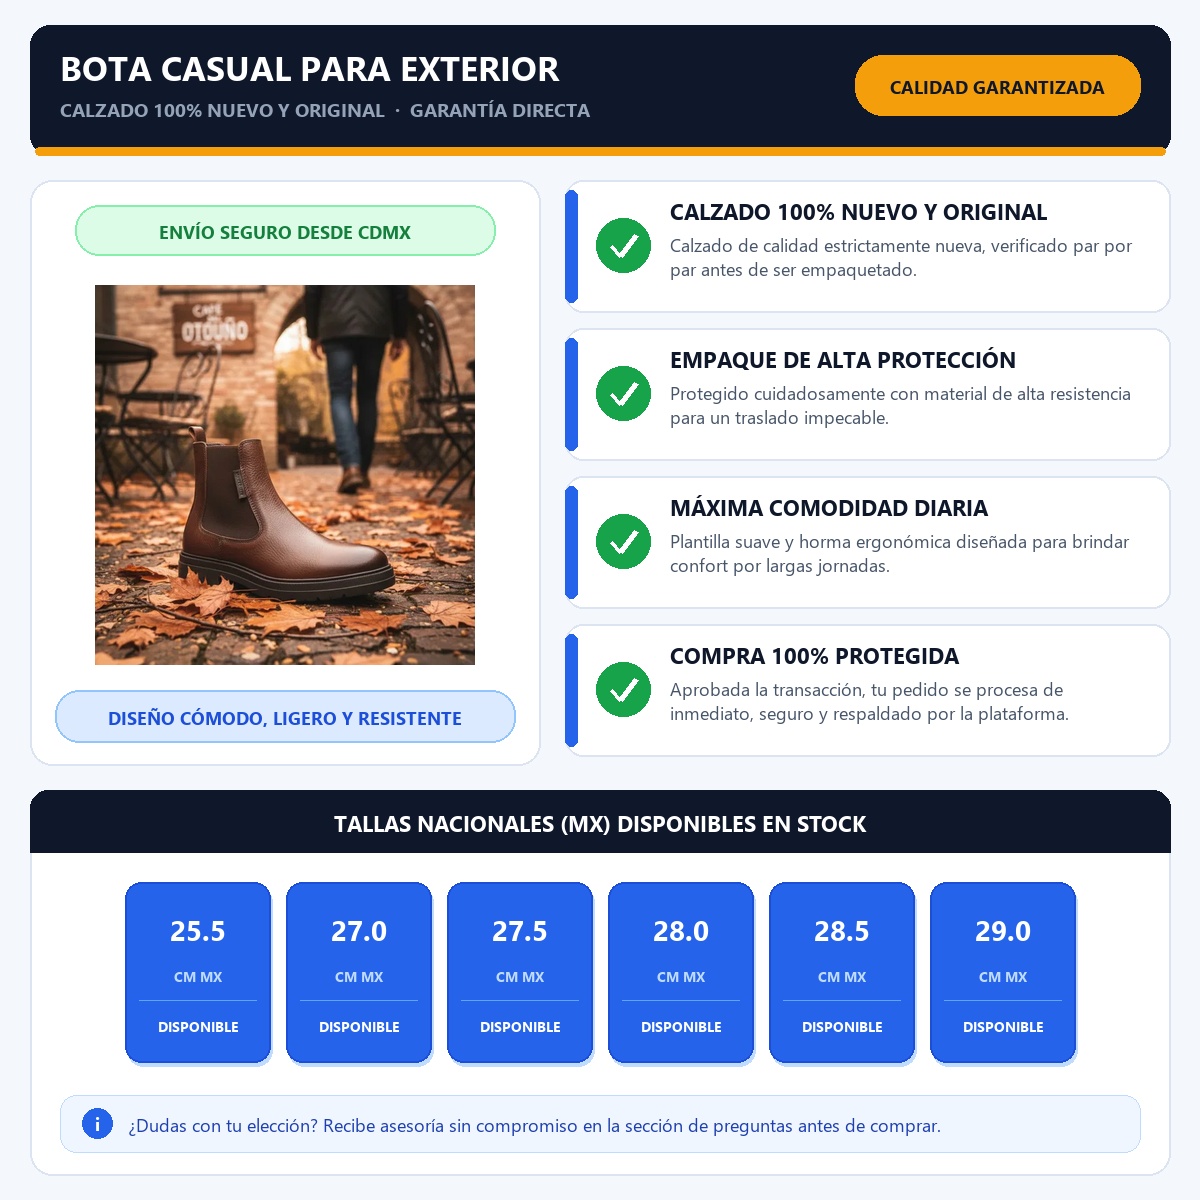 BOTA CASUAL PARA EXTERIOR
CALZADO 100% NUEVO Y ORIGINAL · GARANTÍA DIRECTA
CALIDAD GARANTIZADA
ENVÍO SEGURO DESDE CDMX
CAFE
OTOUÑO
DISEÑO CÓMODO, LIGERO Y RESISTENTE
CALZADO 100% NUEVO Y ORIGINAL
Calzado de calidad estrictamente nueva, verificado par por
par antes de ser empaquetado.
EMPAQUE DE ALTA PROTECCIÓN
Protegido cuidadosamente con material de alta resistencia
para un traslado impecable.
MÁXIMA COMODIDAD DIARIA
Plantilla suave y horma ergonómica diseñada para brindar
confort por largas jornadas.
COMPRA 100% PROTEGIDA
Aprobada la transacción, tu pedido se procesa de
inmediato, seguro y respaldado por la plataforma.
TALLAS NACIONALES (MX) DISPONIBLES EN STOCK
25.5
CM MX
DISPONIBLE
27.0
CM MX
DISPONIBLE
27.5
CM MX
DISPONIBLE
28.0
CM MX
DISPONIBLE
28.5
CM MX
DISPONIBLE
29.0
CM MX
DISPONIBLE
¿Dudas con tu elección? Recibe asesoría sin compromiso en la sección de preguntas antes de comprar.